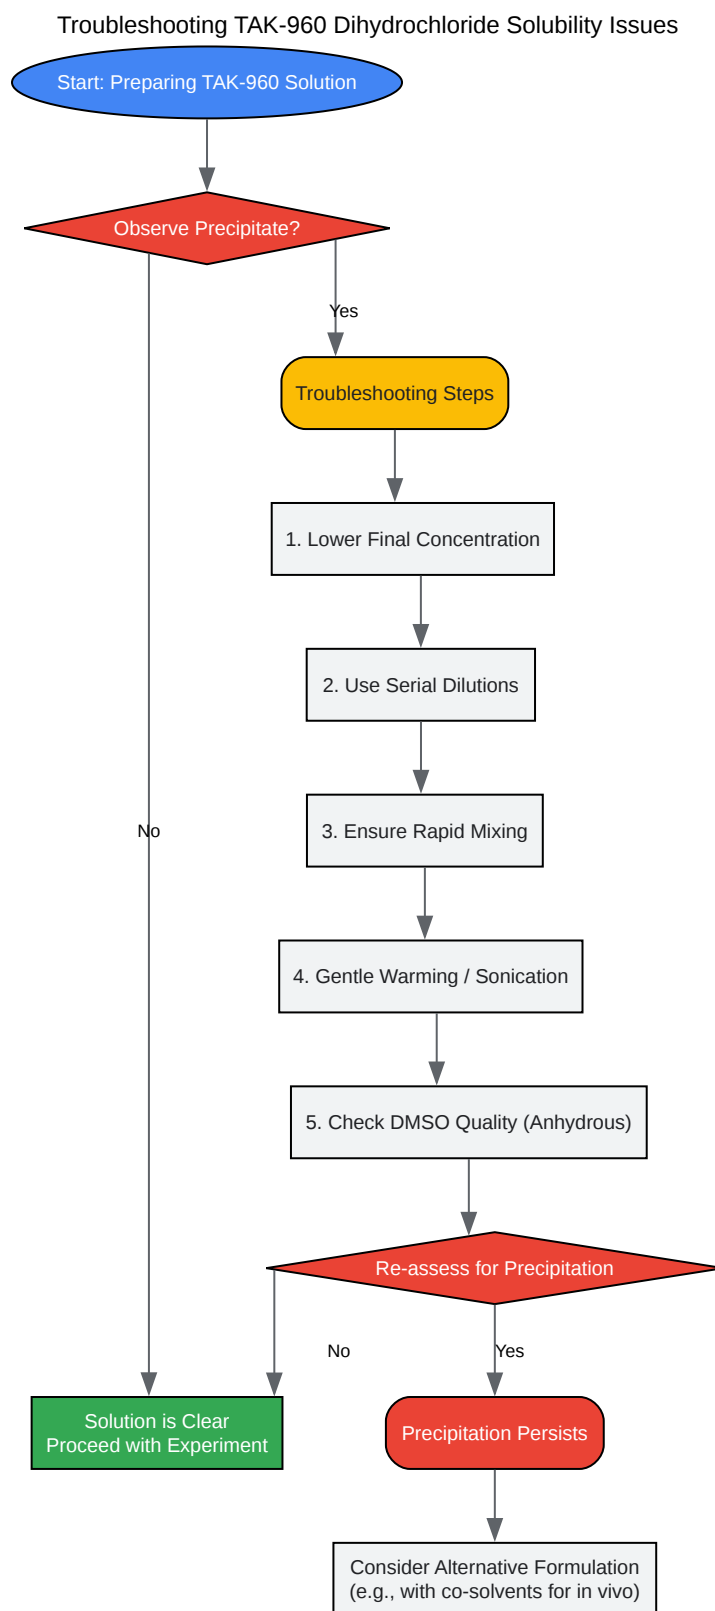 Troubleshooting TAK-960 Dihydrochloride Solubility Issues
Start: Preparing TAK-960 Solution
Observe Precipitate?
Yes
Troubleshooting Steps
1. Lower Final Concentration
2. Use Serial Dilutions
3. Ensure Rapid Mixing
No
4. Gentle Warming / Sonication
5. Check DMSO Quality (Anhydrous)
Re-assess for Precipitation
No
Yes
Solution is Clear
Proceed with Experiment
Precipitation Persists
Consider Alternative Formulation
(e.g., with co-solvents for in vivo)